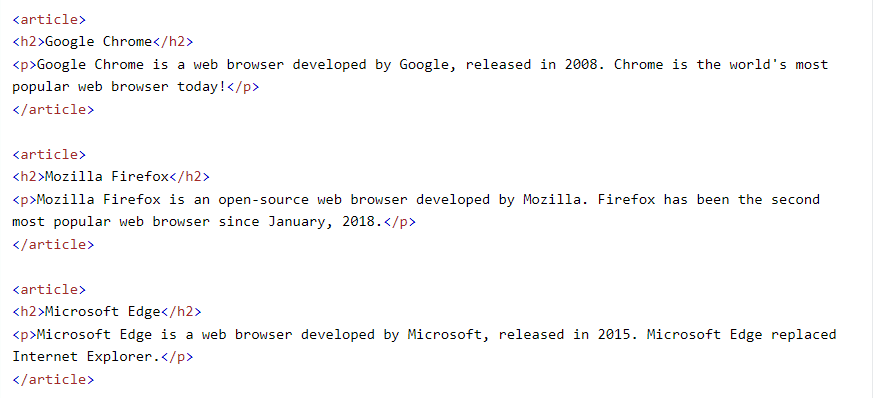 <article>
<h2>Google Chrome</h2>
<p>Google Chrome is a web browser developed by Google, released in 2008. Chrome is the world's most
popular web browser today!</p>
</article>
<article>
<h2>Mozilla Firefox</h2>
<p>Mozilla Firefox is an open-source web browser developed by Mozilla. Firefox has been the second
most popular web browser since January, 2018.</p>
</article>
<article>
<h2>Microsoft Edge</h2>
<p>Microsoft Edge is a web browser developed by Microsoft, released in 2015. Microsoft Edge replaced
Internet Explorer.</p>
</article>